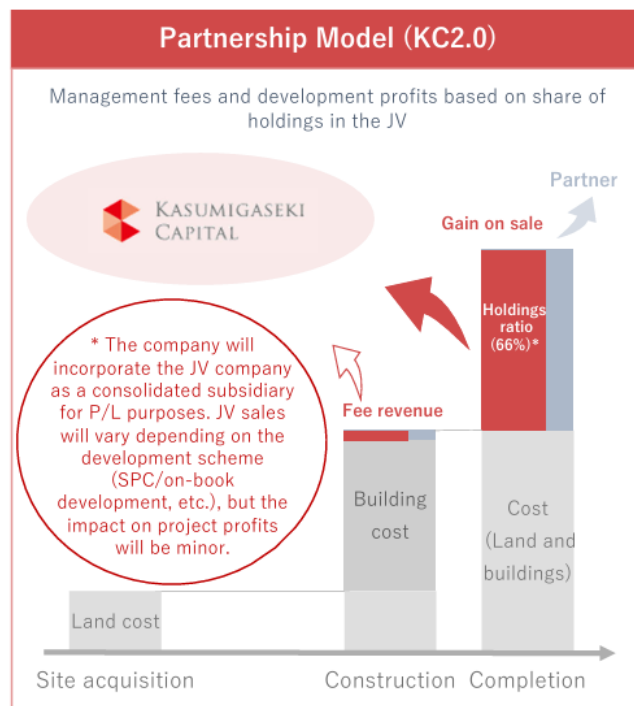 Partnership Model (KC2.0)
Management fees and development profits based on share of
holdings in the JV
KASUMIGASEKI
CAPITAL
Partner
Gain on sale
Holdings
ratio
(66%)*
* The company will
incorporate the JV company
as a consolidated subsidiary
for P/L purposes. JV sales
will vary depending on the
development scheme
(SPC/on-book
development, etc.), but the
impact on project profits
will be minor.
Fee revenue
Building
cost
Cost
(Land and
buildings)
Land cost
Site acquisition
Construction
Completion